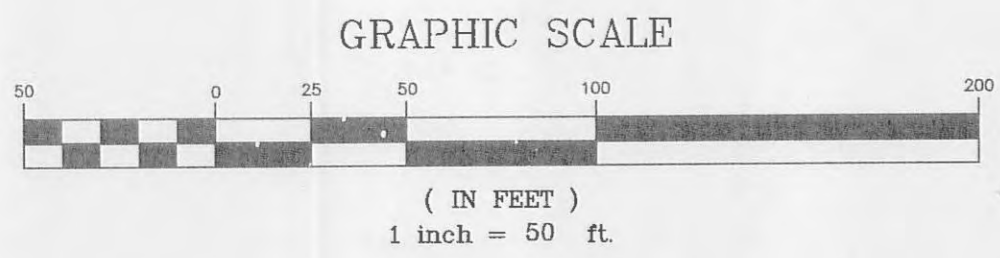 GRAPHIC SCALE
50 0 25 50 100 200
( IN FEET )
1 inch = 50 ft.